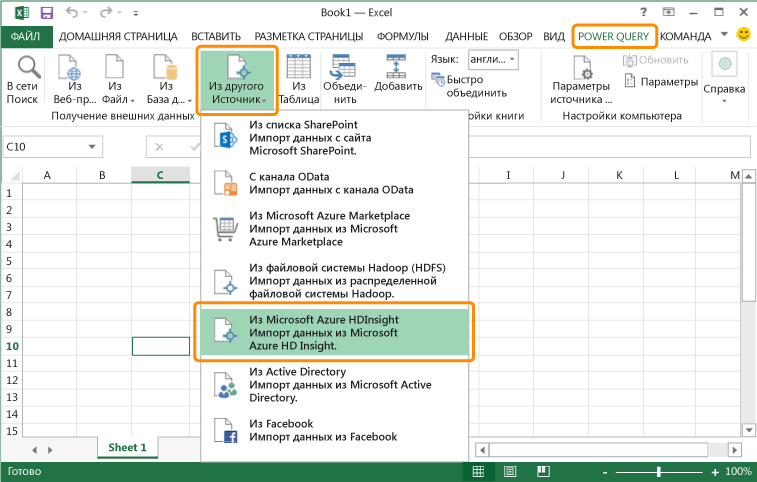 Book1 — Excel
ФАЙЛ ДОМАШНЯЯ СТРАНИЦА ВСТАВИТЬ РАЗМЕТКА СТРАНИЦЫ ФОРМУЛЫ ДАННЫЕ ОБЗОР ВИД POWER QUERY КОМАНДА
В сети
Поиск
Из
Веб-пр...
Из
Файл
Из
База д...
Из другого
Источник
Из
Таблица
Объеди-
нить
Добавить
Язык: англи...
Быстро
объединить
Параметры
источника ...
Обновить
Параметры
Справка
Получение внешних данных
ойки книги
Настройки компьютера
C10
A B C I J K L M
1
2
3
4
5
6
7
8
9
10
11
12
13
14
15
Из списка SharePoint
Импорт данных с сайта
Microsoft SharePoint.
С канала OData
Импорт данных с канала OData
Из Microsoft Azure Marketplace
Импорт данных из Microsoft
Azure Marketplace
Из файловой системы Hadoop (HDFS)
Импорт данных из распределенной
файловой системы Hadoop.
Из Microsoft Azure HDInsight
Импорт данных из Microsoft
Azure HD Insight.
Из Active Directory
Импорт данных из Microsoft Active
Directory.
Из Facebook
Импорт данных из Facebook
Sheet 1
Готово
100%